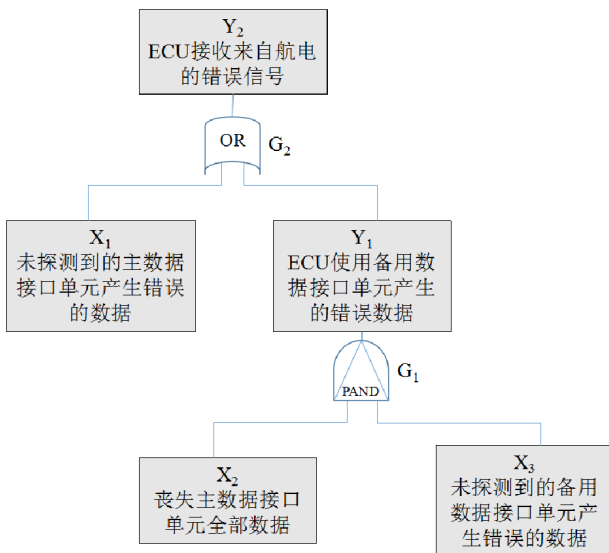 Y₂
ECU接收来自航电
的错误信号
OR
G₂
X₁
未探测到的主数据
接口单元产生错误
的数据
Y₁
ECU使用备用数
据接口单元产生
的错误数据
PAND
G₁
X₂
丧失主数据接口
单元全部数据
X₃
未探测到的备用
数据接口单元产
生错误的数据